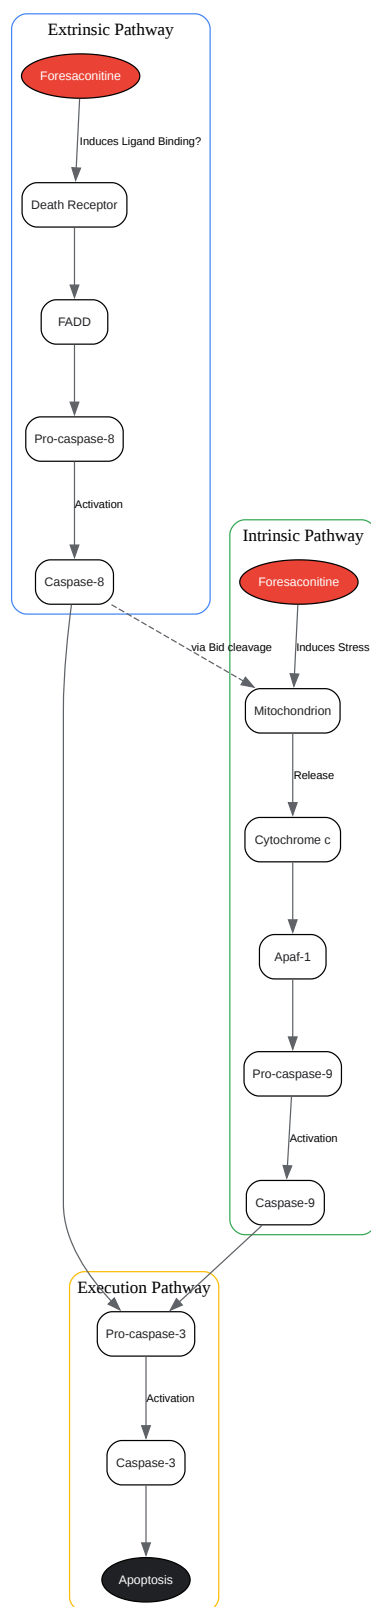 Extrinsic Pathway
Foresaconitine
Induces Ligand Binding?
Death Receptor
FADD
Pro-caspase-8
Activation
Caspase-8
via Bid cleavage
Intrinsic Pathway
Foresaconitine
Induces Stress
Mitochondrion
Release
Cytochrome c
Apaf-1
Pro-caspase-9
Activation
Caspase-9
Execution Pathway
Pro-caspase-3
Activation
Caspase-3
Apoptosis